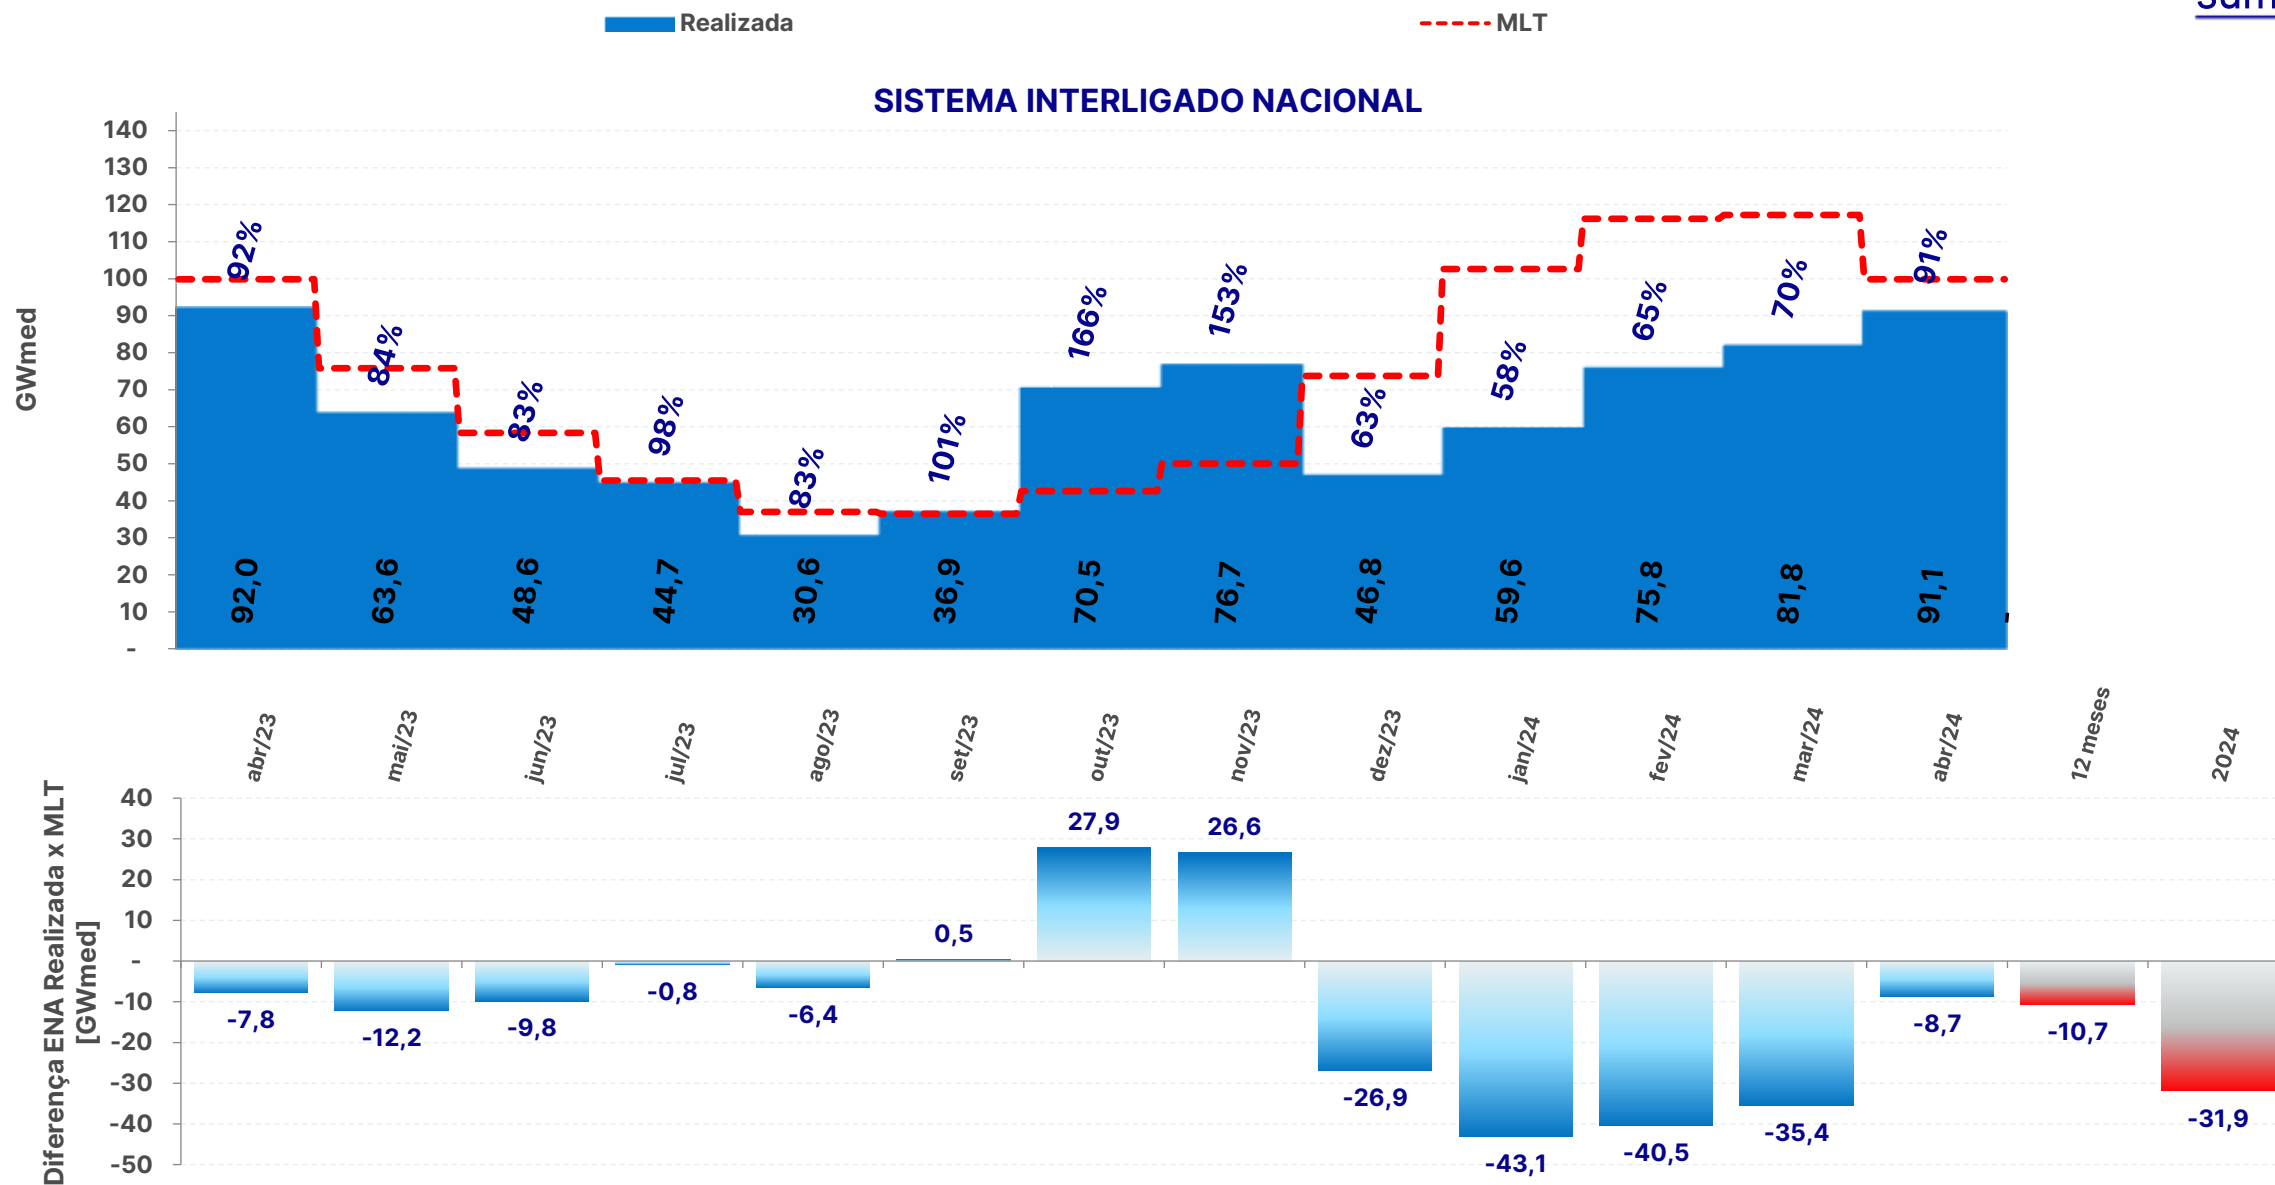 Realizada
MLT
SISTEMA INTERLIGADO NACIONAL
GWmed
140
130
120
110
100
90
80
70
60
50
40
30
20
10
-
92% 84% 83% 98% 83% 101% 166% 153% 63% 58% 65% 70% 91%
92,0 63,6 48,6 44,7 30,6 36,9 70,5 76,7 46,8 59,6 75,8 81,8 91,1 -
abr/23 mai/23 jun/23 jul/23 ago/23 set/23 out/23 nov/23 dez/23 jan/24 fev/24 mar/24 abr/24 12 meses 2024
Diferença ENA Realizada x MLT
[GWmed]
40
30
20
10
-
-10
-20
-30
-40
-50
-7,8 -12,2 -9,8 -0,8 -6,4 0,5 27,9 26,6 -26,9 -43,1 -40,5 -35,4 -8,7 -10,7 -31,9